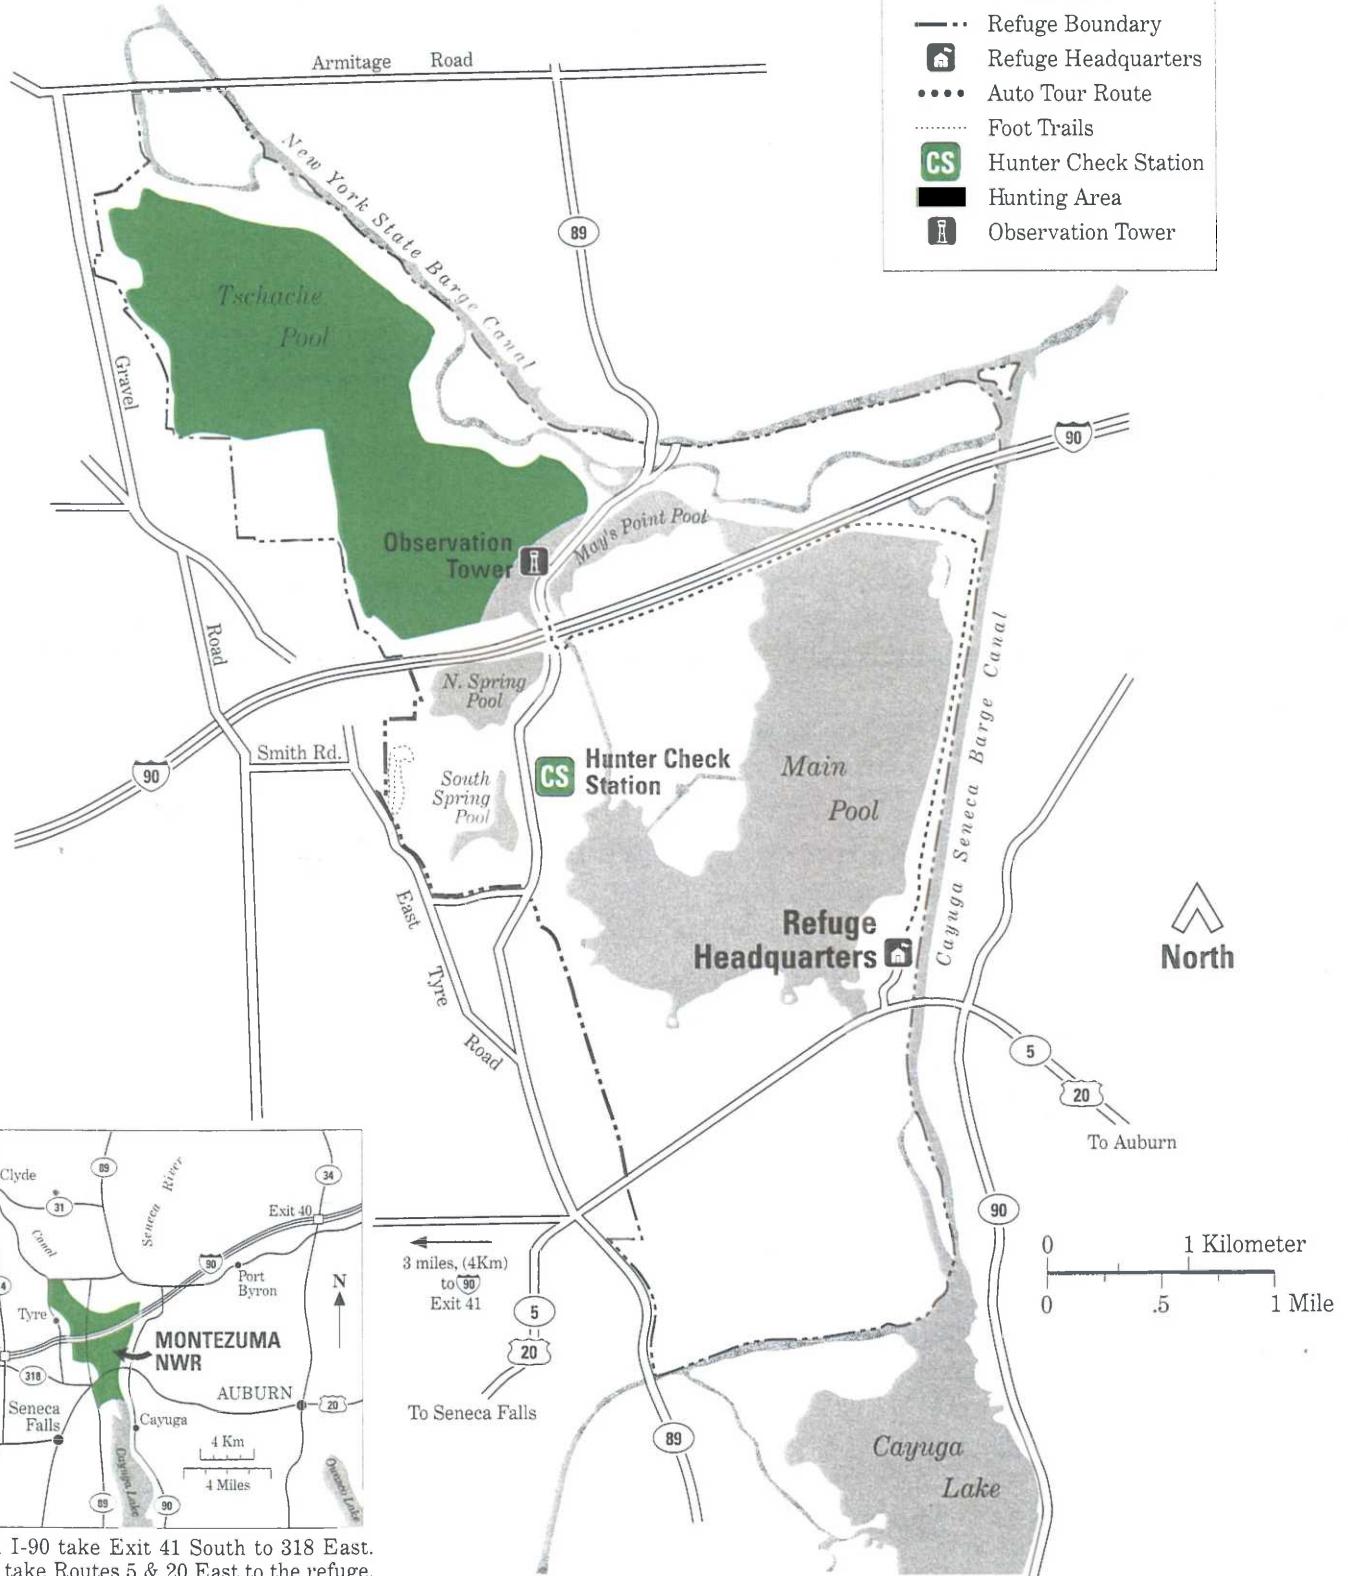 Refuge Boundary
Refuge Headquarters
Auto Tour Route
Foot Trails
CS Hunter Check Station
Hunting Area
Observation Tower
Armitage Road
New York State Barge Canal
89
Tschache
Pool
Gravel
90
May's Point Pool
Observation
Tower
Road
N. Spring
Pool
Smith Rd.
90
CS
Hunter Check
Station
South
Spring
Pool
Main
Pool
Cayuga Seneca Barge Canal
East
Tyre
Road
Refuge
Headquarters
North
5
20
To Auburn
90
0 1 Kilometer
0 .5 1 Mile
3 miles, (4Km)
to 90
Exit 41
5
20
To Seneca Falls
89
Cayuga
Lake
Clyde
89
Seneca River
34
31
Exit 40
Canal
90
4
Port
Byron
N
Tyre
MONTEZUMA
NWR
318
AUBURN
20
Seneca
Falls
Cayuga
4 Km
4 Miles
Cayuga Lake
Owasco Lake
89
90
I-90 take Exit 41 South to 318 East.
take Routes 5 & 20 East to the refuge.